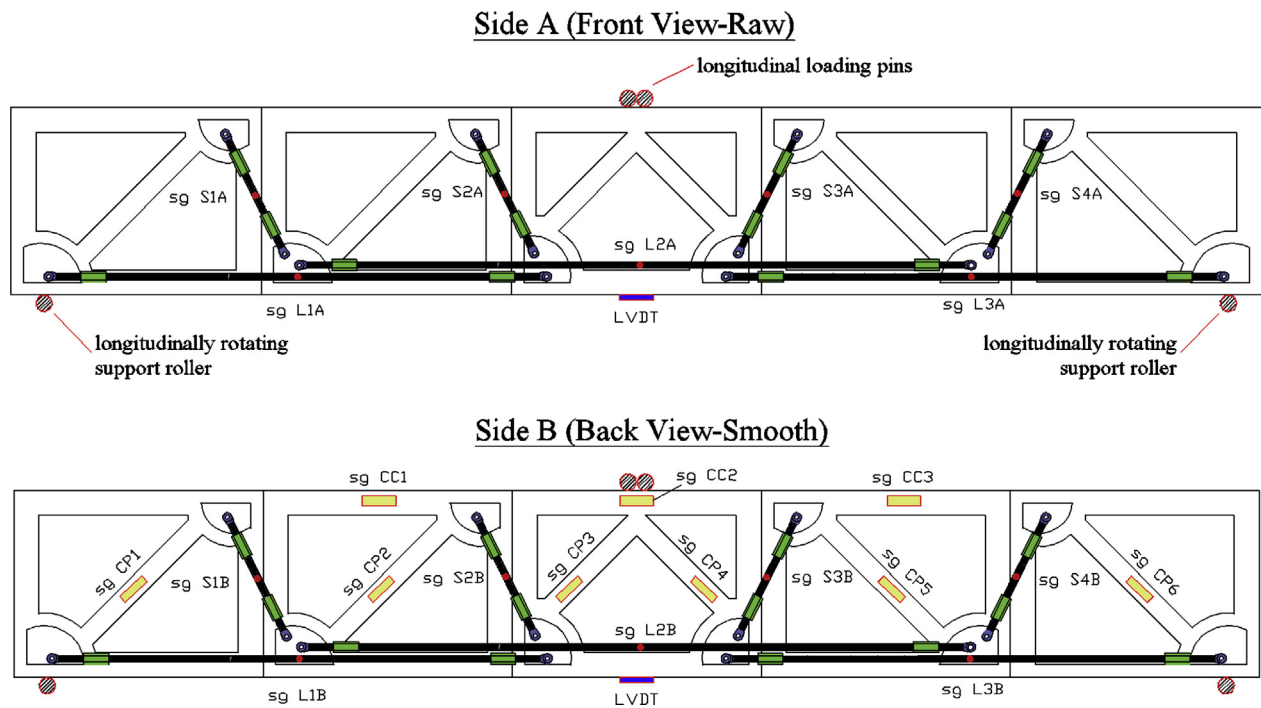 Side A (Front View-Raw)
longitudinal loading pins
sg S1A
sg S2A
sg S3A
sg S4A
sg L2A
sg L1A
LVDT
sg L3A
longitudinally rotating
support roller
longitudinally rotating
support roller
Side B (Back View-Smooth)
sg CC1
sg CC2
sg CC3
sg CP1
sg S1B
sg CP2
sg S2B
sg CP3
sg CP4
sg S3B
sg CP5
sg S4B
sg CP6
sg L2B
sg L1B
LVDT
sg L3B